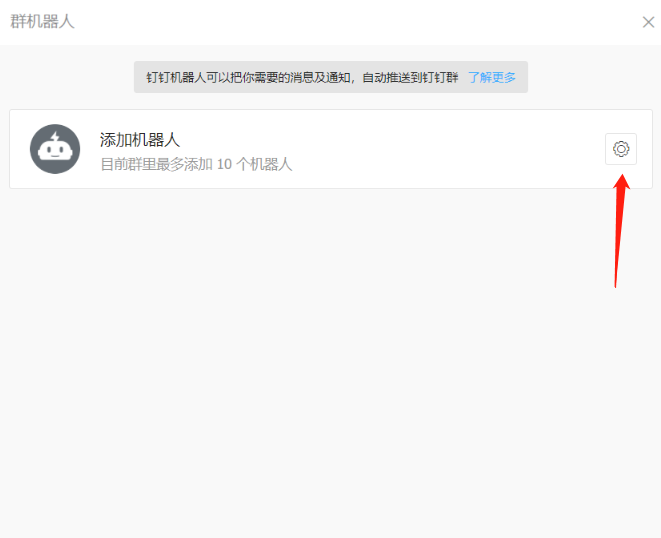 群机器人
钉钉机器人可以把你需要的消息及通知，自动推送到钉钉群 了解更多
添加机器人
目前群里最多添加 10 个机器人